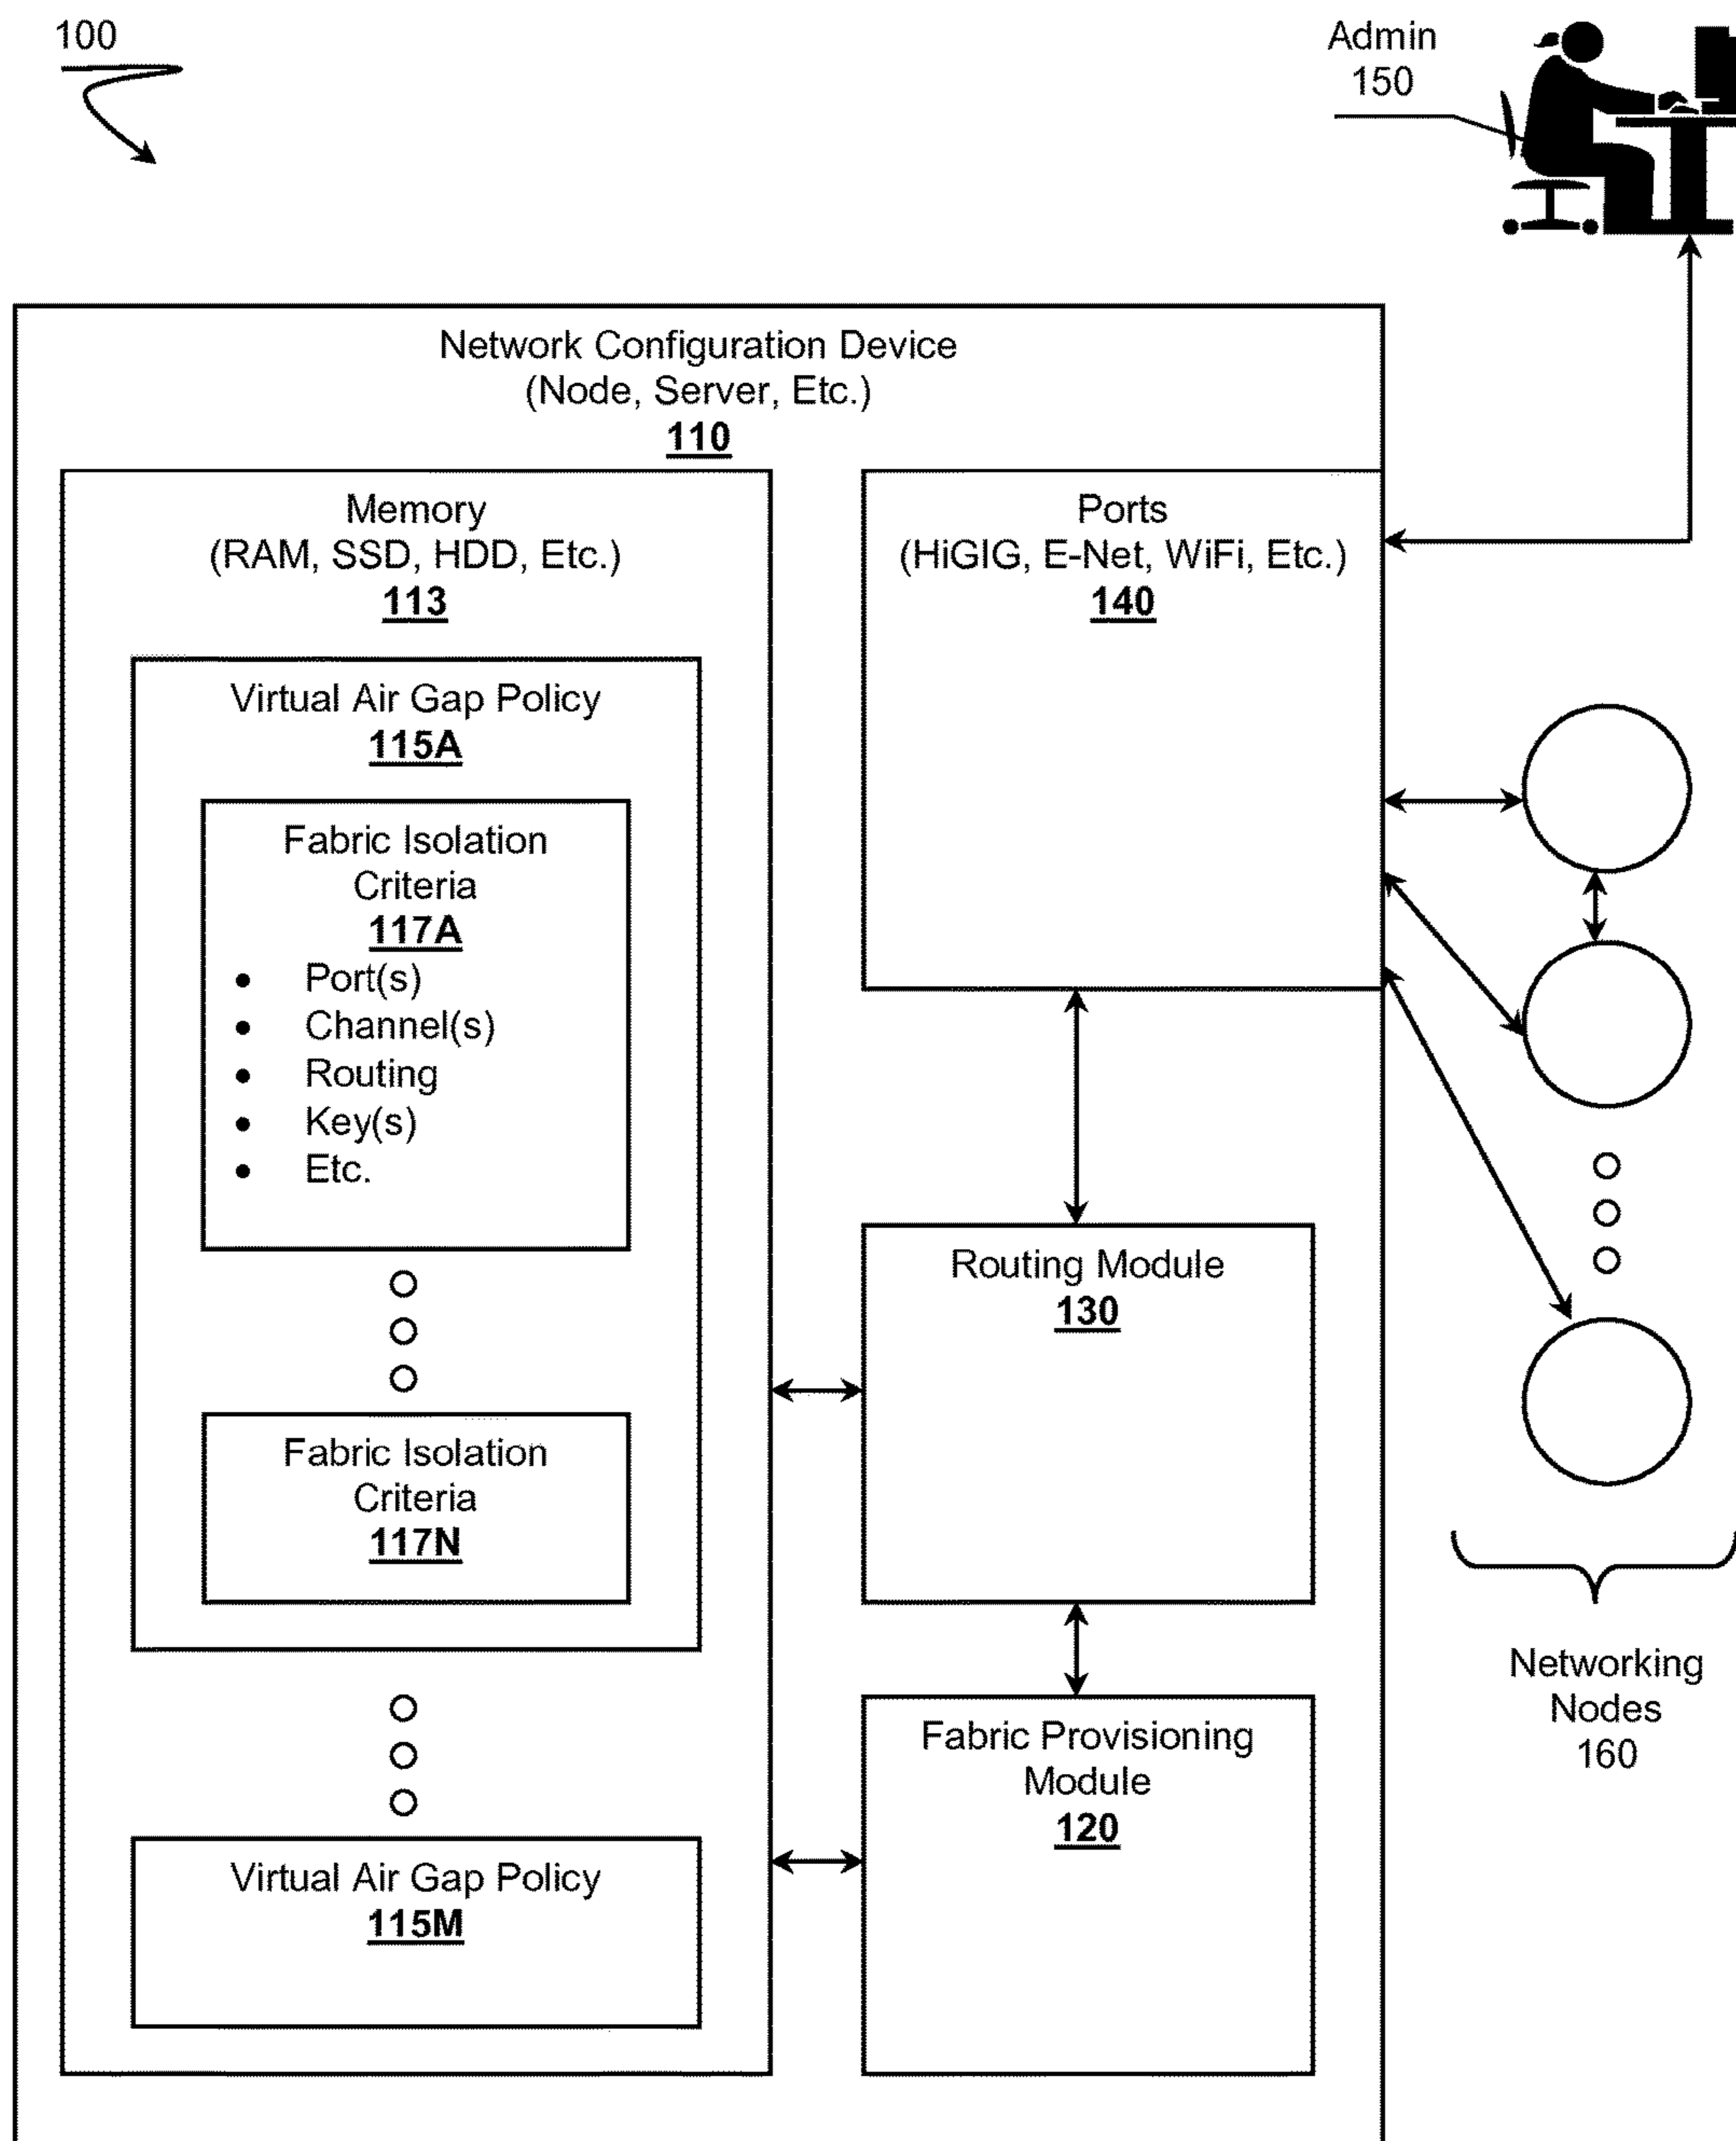 100
Admin
150
Network Configuration Device
(Node, Server, Etc.)
110
Memory
(RAM, SSD, HDD, Etc.)
113
Virtual Air Gap Policy
115A
Fabric Isolation
Criteria
117A
• Port(s)
• Channel(s)
• Routing
• Key(s)
• Etc.
Fabric Isolation
Criteria
117N
Virtual Air Gap Policy
115M
Ports
(HiGIG, E-Net, WiFi, Etc.)
140
Routing Module
130
Fabric Provisioning
Module
120
Networking
Nodes
160